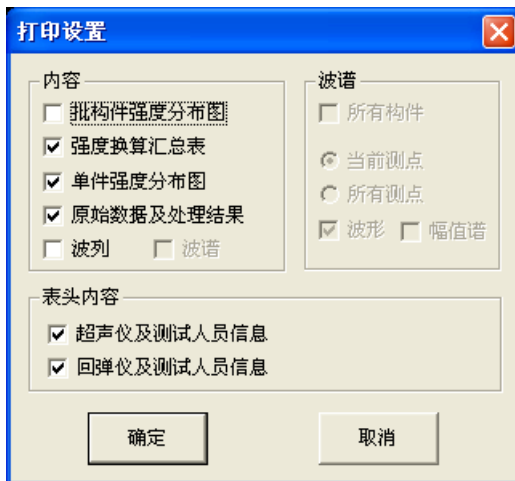 打印设置
内容
批构件强度分布图
强度换算汇总表
单件强度分布图
原始数据及处理结果
波列 波谱
波谱
所有构件
当前测点
所有测点
波形 幅值谱
表头内容
超声仪及测试人员信息
回弹仪及测试人员信息
确定 取消